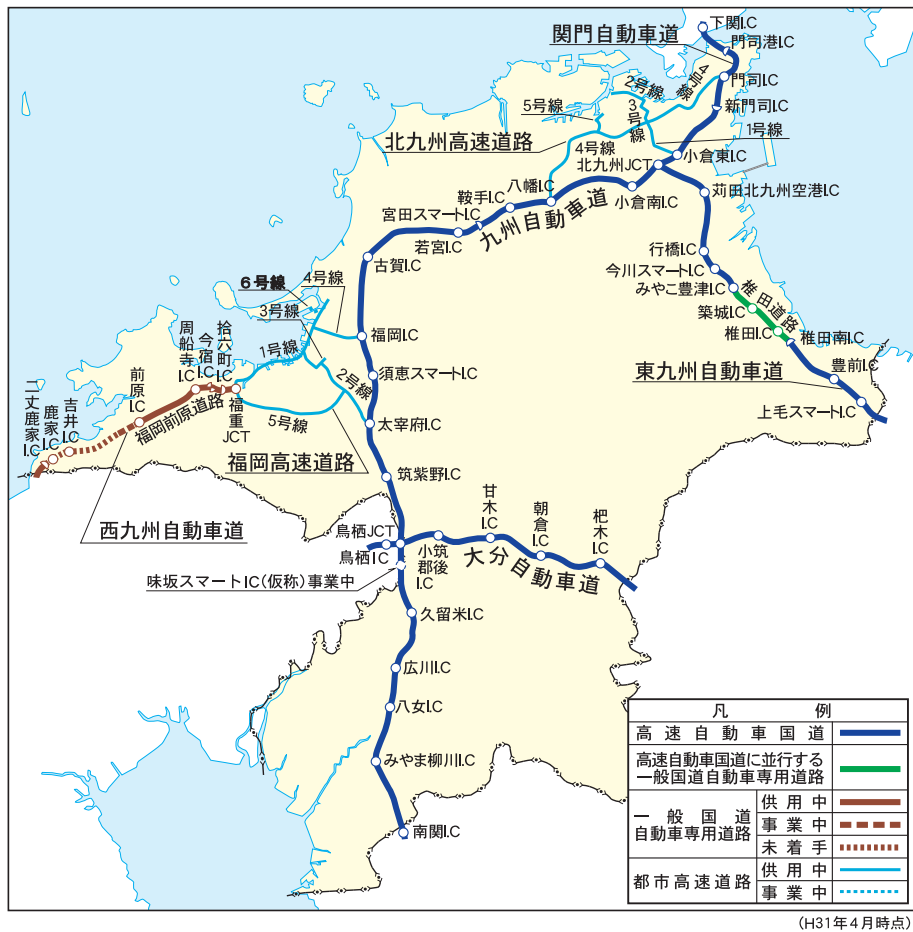 下関I.C
関門自動車道
門司港I.C
4号線
門司I.C
2号線
3号線
新門司I.C
5号線
1号線
北九州高速道路
4号線
小倉東I.C
北九州JCT
八幡I.C
鞍手I.C
苅田北九州空港I.C
小倉南I.C
宮田スマートI.C
九州自動車道
若宮I.C
行橋I.C
古賀I.C
今川スマートI.C
みやこ豊津I.C
6号線
4号線
椎田道路
築城I.C
3号線
椎田I.C
椎田南I.C
福岡I.C
周船寺I.C
今宿I.C
拾六町I.C
1号線
東九州自動車道
豊前I.C
須恵スマートI.C
前原I.C
2号線
上毛スマートI.C
二丈鹿家I.C
鹿家I.C
吉井I.C
福岡前原道路
福重JCT
5号線
太宰府I.C
福岡高速道路
筑紫野I.C
西九州自動車道
甘木I.C
朝倉I.C
杷木I.C
鳥栖JCT
鳥栖I.C
小郡
筑後I.C
大分自動車道
味坂スマートIC(仮称)事業中
久留米I.C
広川I.C
八女I.C
みやま柳川I.C
南関I.C
凡例
高速自動車国道
高速自動車国道に並行する
一般国道自動車専用道路
一般国道
自動車専用道路
供用中
事業中
未着手
都市高速道路
供用中
事業中
(H31年4月時点)